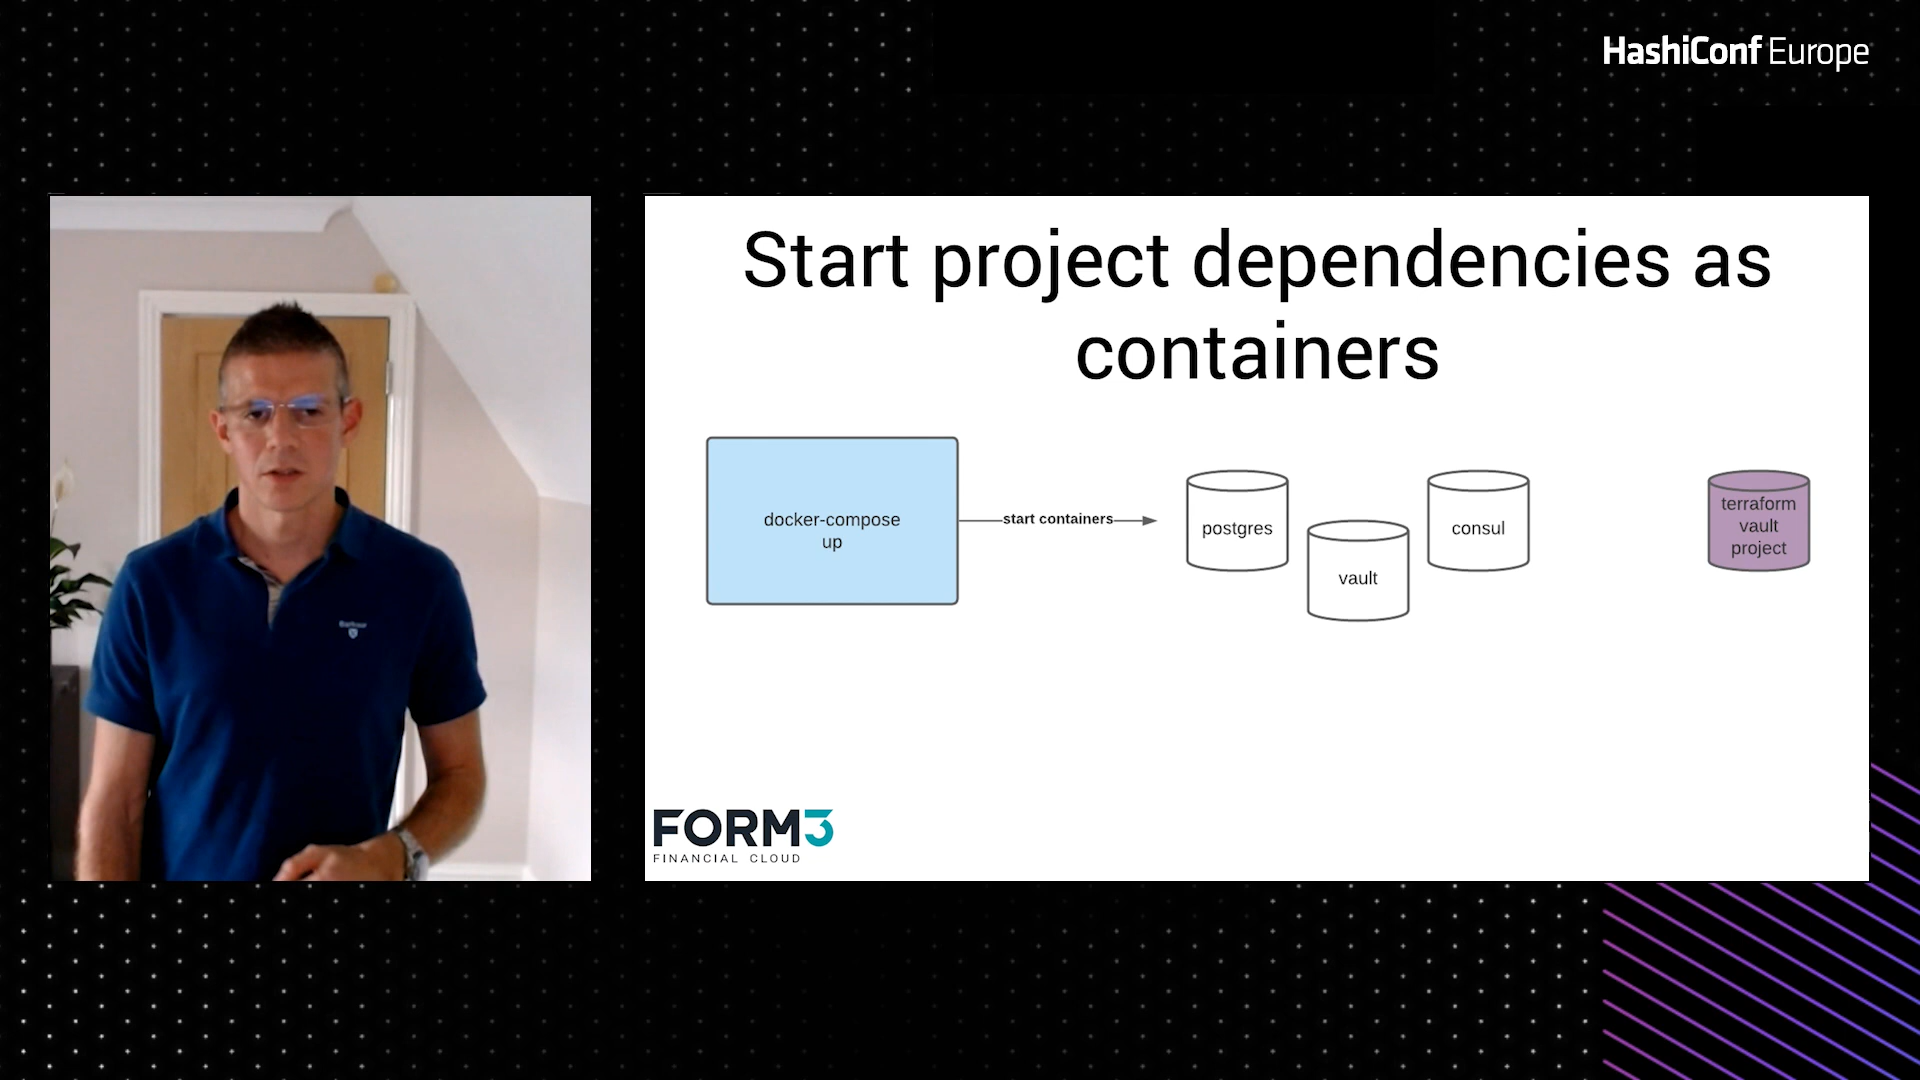 HashiConf Europe
Start project dependencies as
containers
docker-compose
up
start containers
postgres
vault
consul
terraform
vault
project
FORM3
FINANCIAL CLOUD